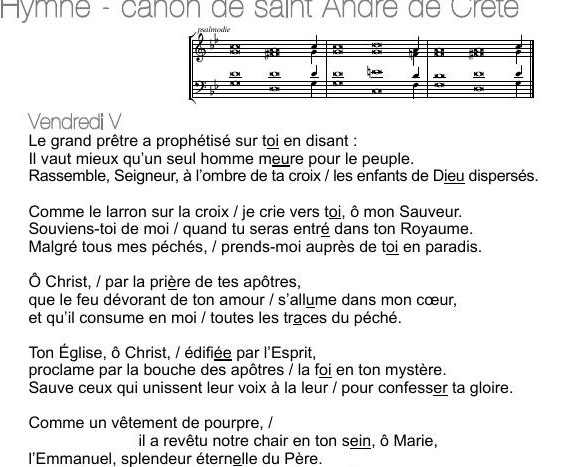 Hymne - canon de saint André de Crète
psalmodie
Vendredi V
Le grand prêtre a prophétisé sur toi en disant :
Il vaut mieux qu'un seul homme meure pour le peuple.
Rassemble, Seigneur, à l'ombre de ta croix / les enfants de Dieu dispersés.
Comme le larron sur la croix / je crie vers toi, ô mon Sauveur.
Souviens-toi de moi / quand tu seras entré dans ton Royaume.
Malgré tous mes péchés, / prends-moi auprès de toi en paradis.
Ô Christ, / par la prière de tes apôtres,
que le feu dévorant de ton amour / s'allume dans mon cœur,
et qu'il consume en moi / toutes les traces du péché.
Ton Église, ô Christ, / édifiée par l'Esprit,
proclame par la bouche des apôtres / la foi en ton mystère.
Sauve ceux qui unissent leur voix à la leur / pour confesser ta gloire.
Comme un vêtement de pourpre, /
il a revêtu notre chair en ton sein, ô Marie,
l'Emmanuel, splendeur éternelle du Père.